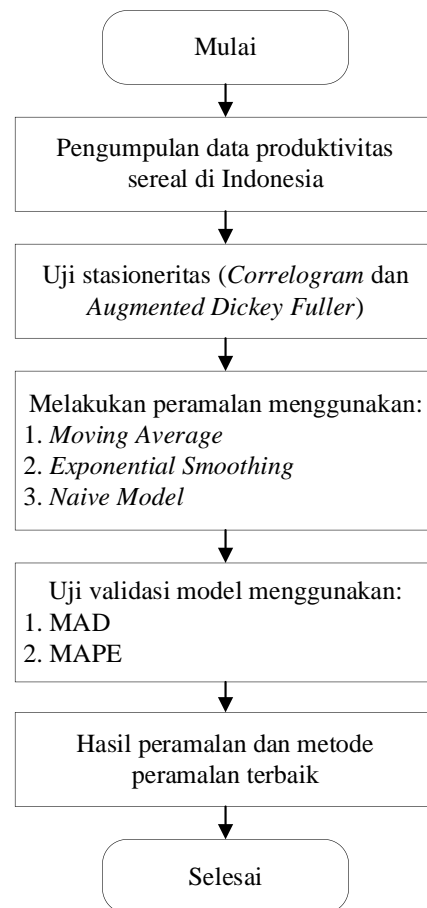 Mulai
Pengumpulan data produktivitas
sereal di Indonesia
Uji stasioneritas (Correlogram dan
Augmented Dickey Fuller)
Melakukan peramalan menggunakan:
1. Moving Average
2. Exponential Smoothing
3. Naive Model
Uji validasi model menggunakan:
1. MAD
2. MAPE
Hasil peramalan dan metode
peramalan terbaik
Selesai